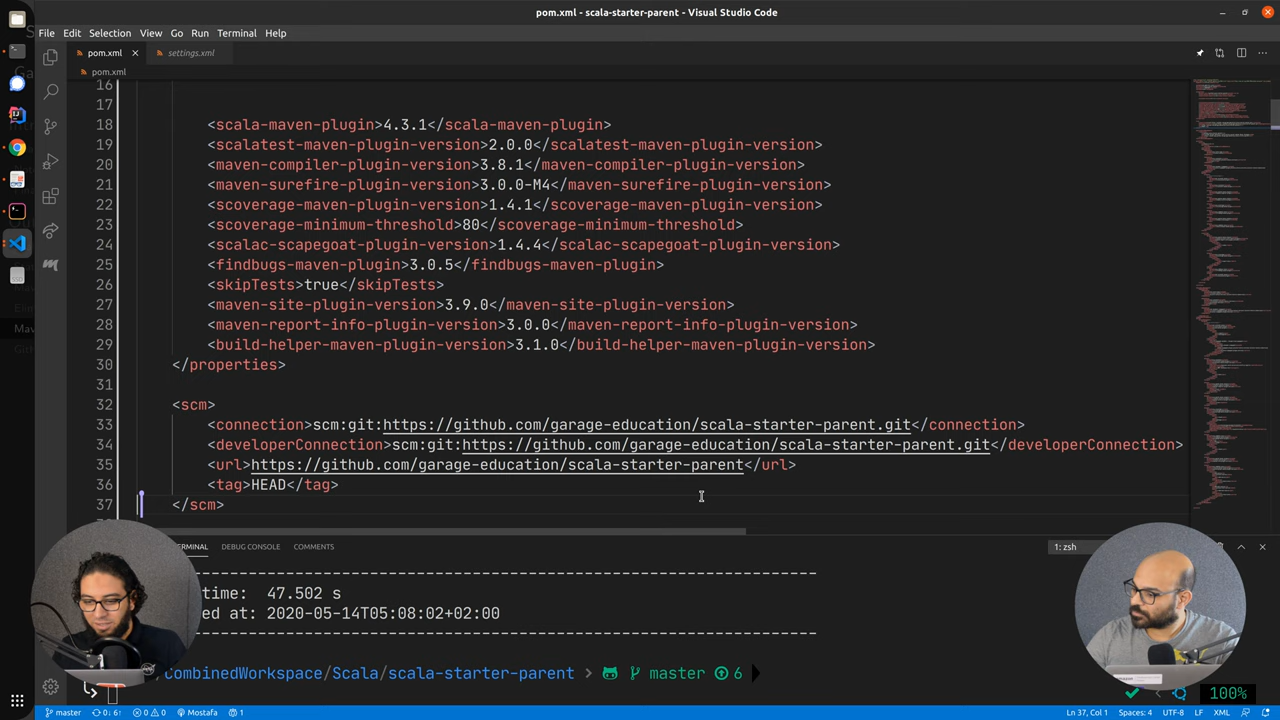 pom.xml - scala-starter-parent - Visual Studio Code
File Edit Selection View Go Run Terminal Help
pom.xml settings.xml
pom.xml
16
17
18 <scala-maven-plugin>4.3.1</scala-maven-plugin>
19 <scalatest-maven-plugin-version>2.0.0</scalatest-maven-plugin-version>
20 <maven-compiler-plugin-version>3.8.1</maven-compiler-plugin-version>
21 <maven-surefire-plugin-version>3.0.0-M4</maven-surefire-plugin-version>
22 <scoverage-maven-plugin-version>1.4.1</scoverage-maven-plugin-version>
23 <scoverage-minimum-threshold>80</scoverage-minimum-threshold>
24 <scalac-scapegoat-plugin-version>1.4.4</scalac-scapegoat-plugin-version>
25 <findbugs-maven-plugin>3.0.5</findbugs-maven-plugin>
26 <skipTests>true</skipTests>
27 <maven-site-plugin-version>3.9.0</maven-site-plugin-version>
28 <maven-report-info-plugin-version>3.0.0</maven-report-info-plugin-version>
29 <build-helper-maven-plugin-version>3.1.0</build-helper-maven-plugin-version>
30 </properties>
31
32 <scm>
33 <connection>scm:git:https://github.com/garage-education/scala-starter-parent.git</connection>
34 <developerConnection>scm:git:https://github.com/garage-education/scala-starter-parent.git</developerConnection>
35 <url>https://github.com/garage-education/scala-starter-parent</url>
36 <tag>HEAD</tag>
37 </scm>
DEBUG CONSOLE COMMENTS 1: zsh
time: 47.502 s
at: 2020-05-14T05:08:02+02:00
CombinedWorkspace/Scala/scala-starter-parent > master 6
100%
master 0↓ 6↑ 0 0 Mostafa 1 Ln 37, Col 1 Spaces: 4 UTF-8 LF XML